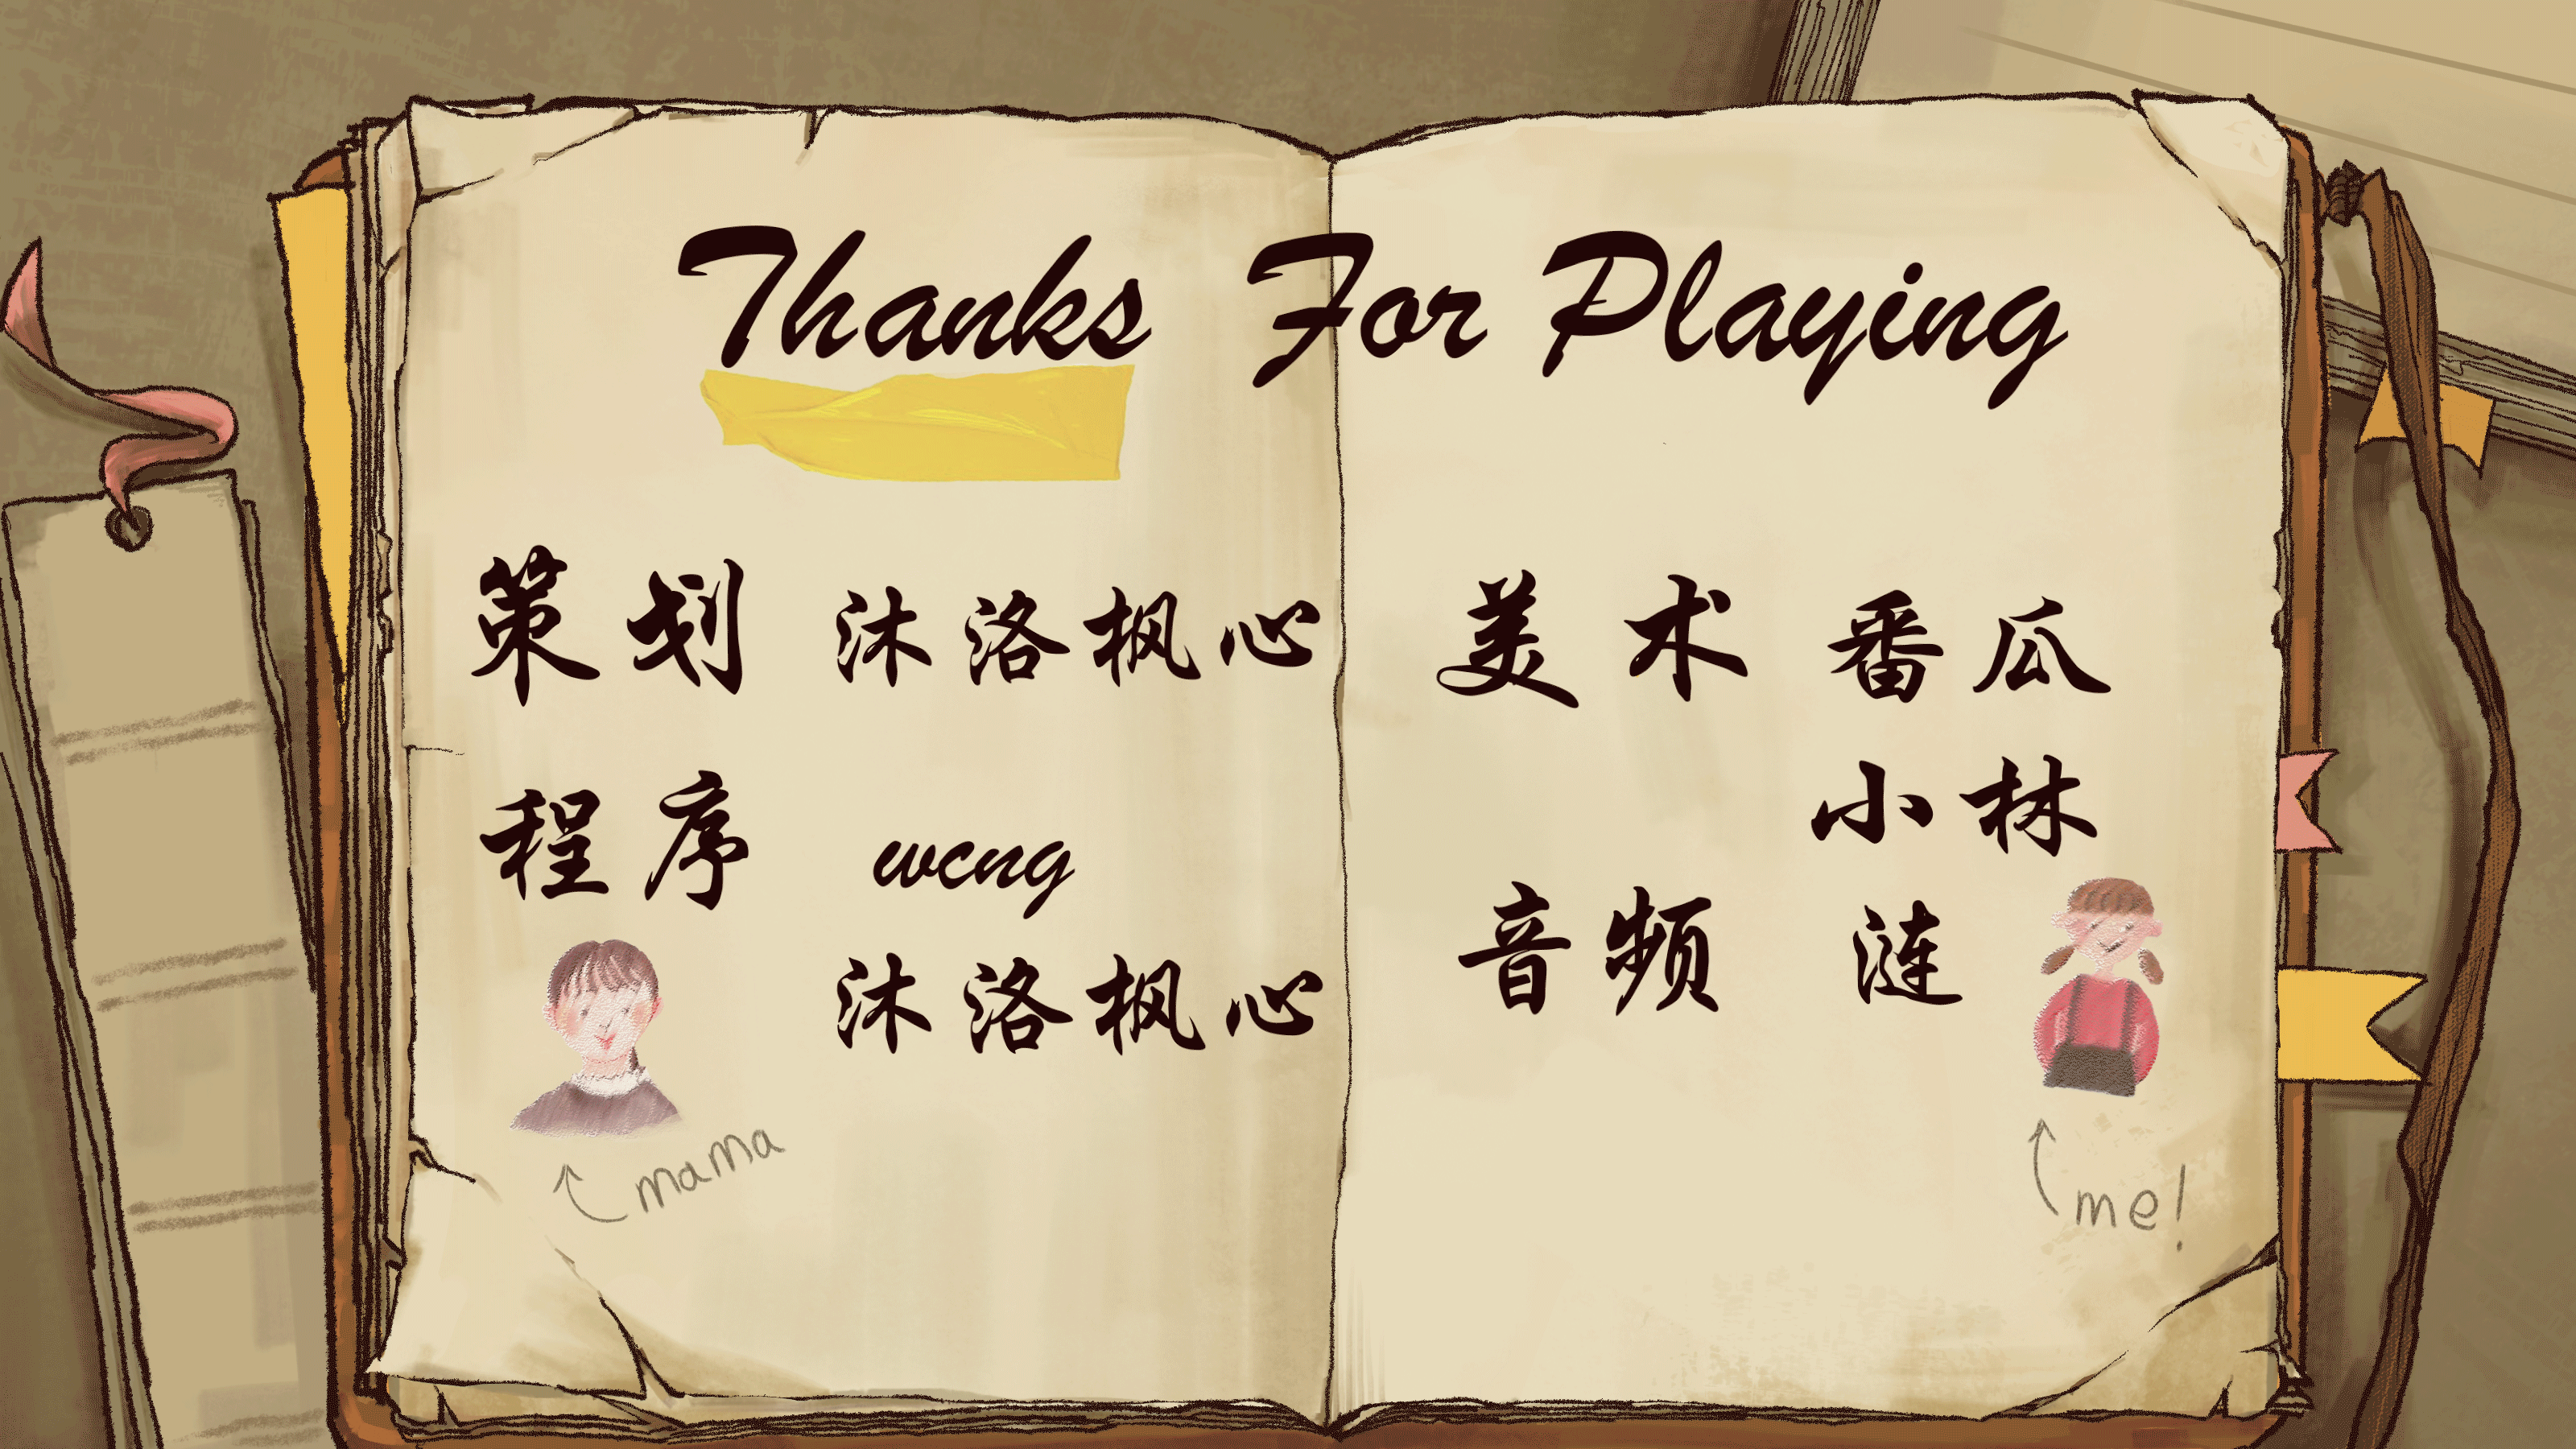 Thanks For Playing
策划 沐洛枫心
程序 wcng
沐洛枫心
mama
美术 番瓜
小林
音频 涟
me!